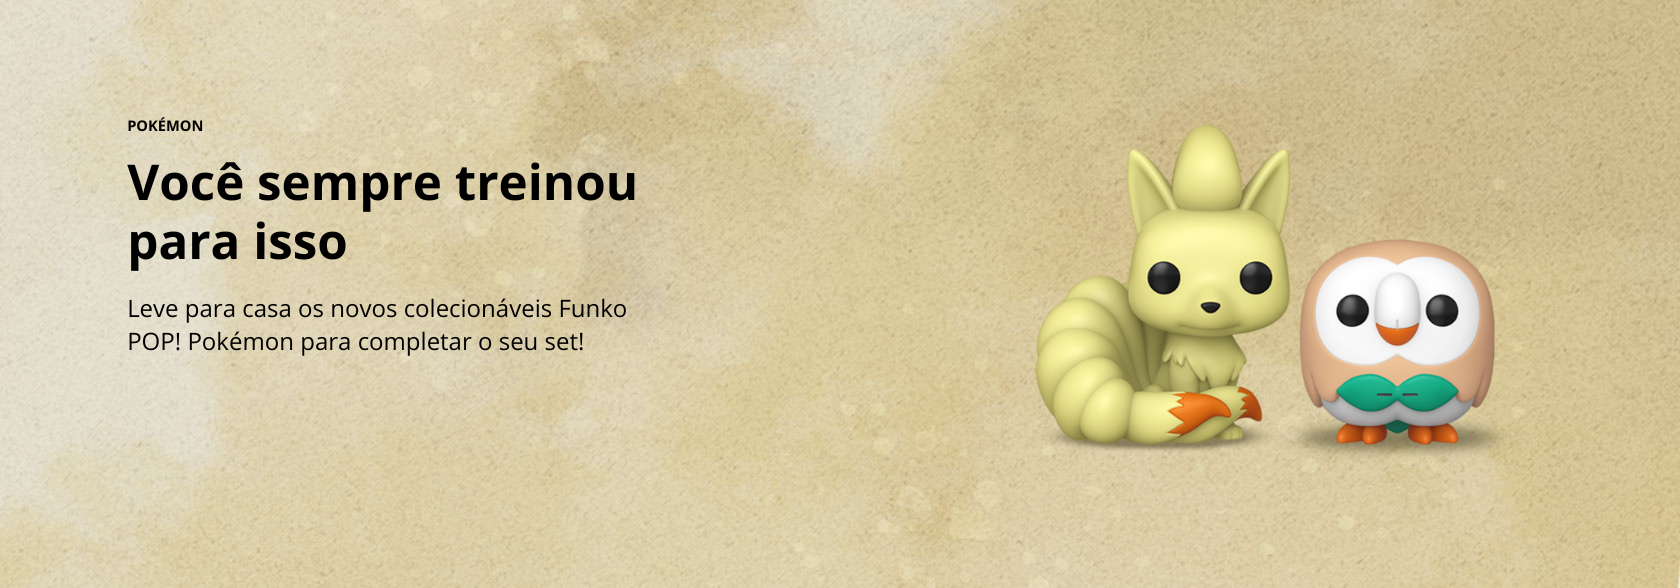 POKÉMON
Você sempre treinou
para isso
Leve para casa os novos colecionáveis Funko
POP! Pokémon para completar o seu set!